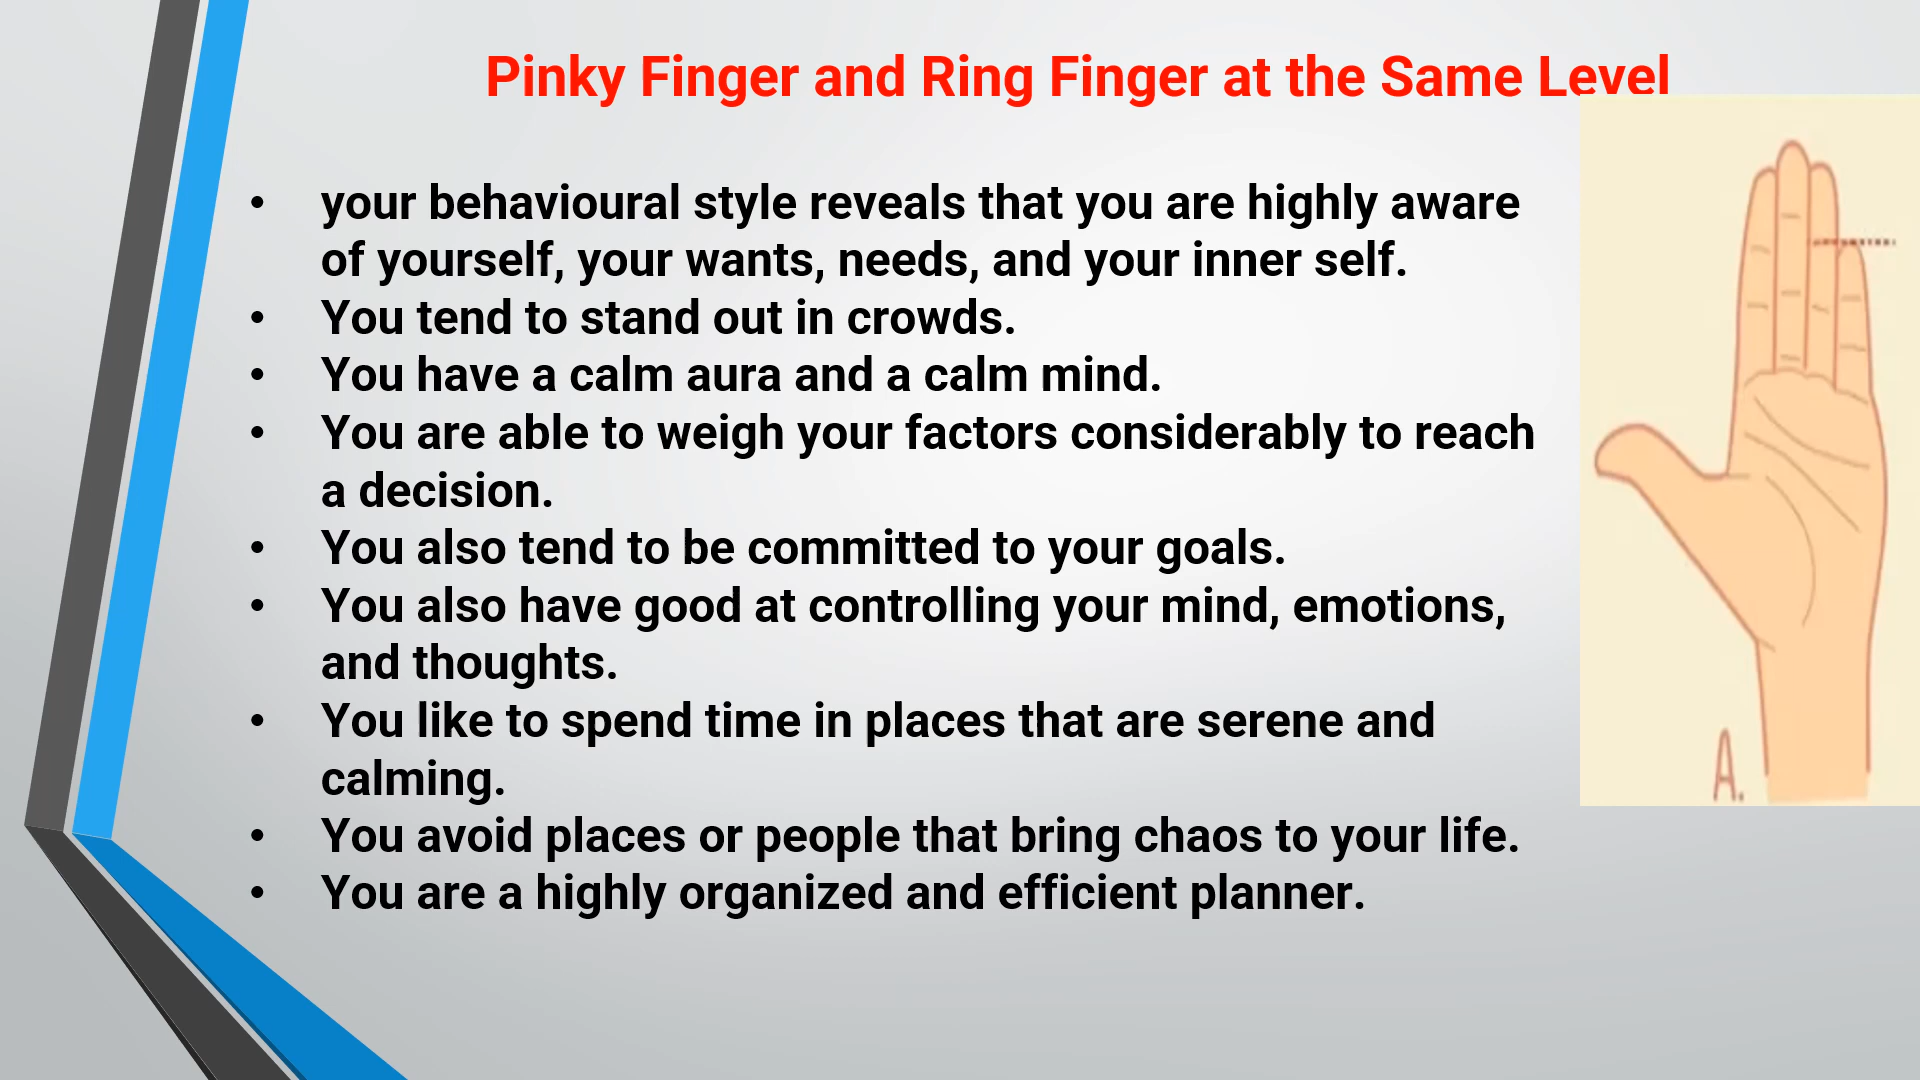 Pinky Finger and Ring Finger at the Same Level
• your behavioural style reveals that you are highly aware
of yourself, your wants, needs, and your inner self.
• You tend to stand out in crowds.
• You have a calm aura and a calm mind.
• You are able to weigh your factors considerably to reach
a decision.
• You also tend to be committed to your goals.
• You also have good at controlling your mind, emotions,
and thoughts.
• You like to spend time in places that are serene and
calming.
• You avoid places or people that bring chaos to your life.
• You are a highly organized and efficient planner.
A.